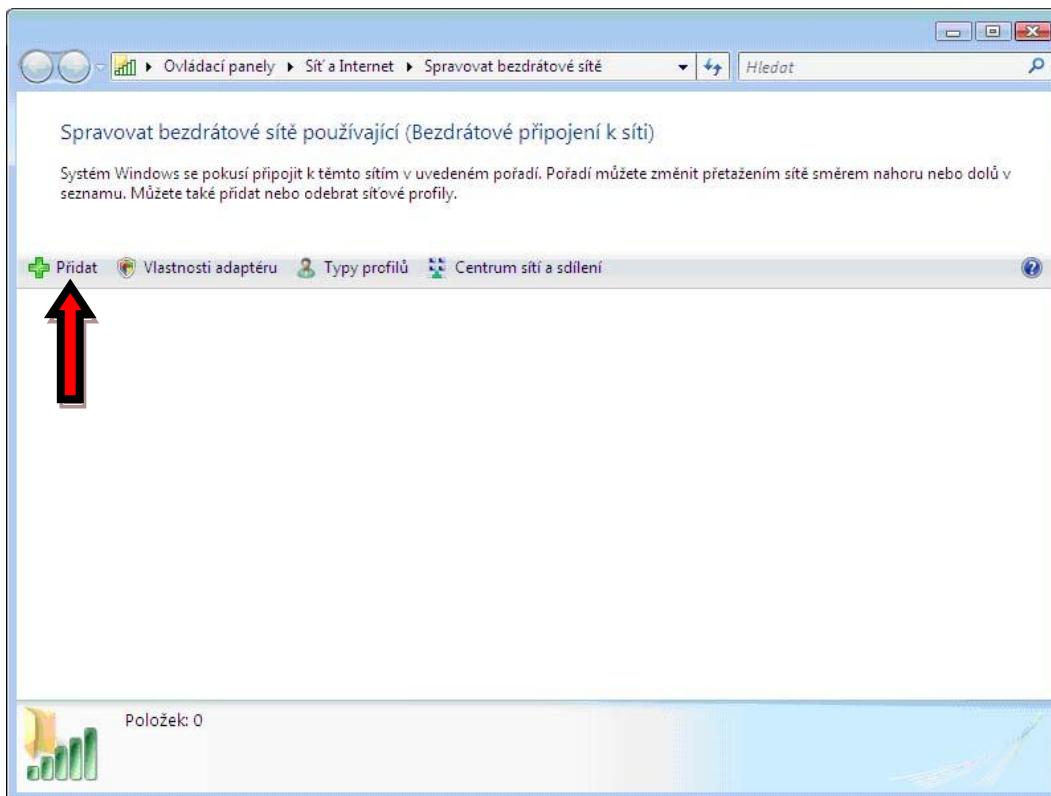 Ovládací panely Síť a Internet Spravovat bezdrátové sítě Hledat
Spravovat bezdrátové sítě používající (Bezdrátové připojení k síti)
Systém Windows se pokusí připojit k těmto sítím v uvedeném pořadí. Pořadí můžete změnit přetažením sítě směrem nahoru nebo dolů v
seznamu. Můžete také přidat nebo odebrat síťové profily.
Přidat Vlastnosti adaptéru Typy profilů Centrum sítí a sdílení
Položek: 0